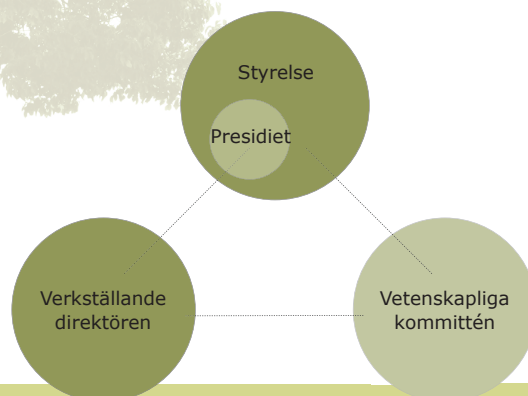 Styrelse
Presidiet
Verkställande
direktören
Vetenskapliga
kommittén